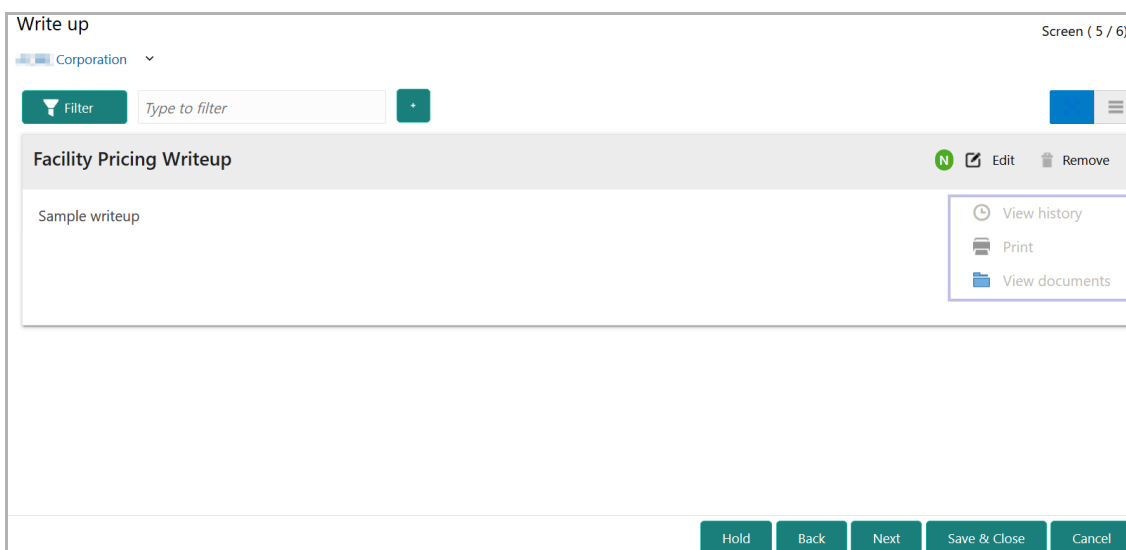 Write up
Screen ( 5 / 6)
Corporation
Filter
Type to filter
+
Facility Pricing Writeup
N
Edit
Remove
Sample writeup
View history
Print
View documents
Hold
Back
Next
Save & Close
Cancel